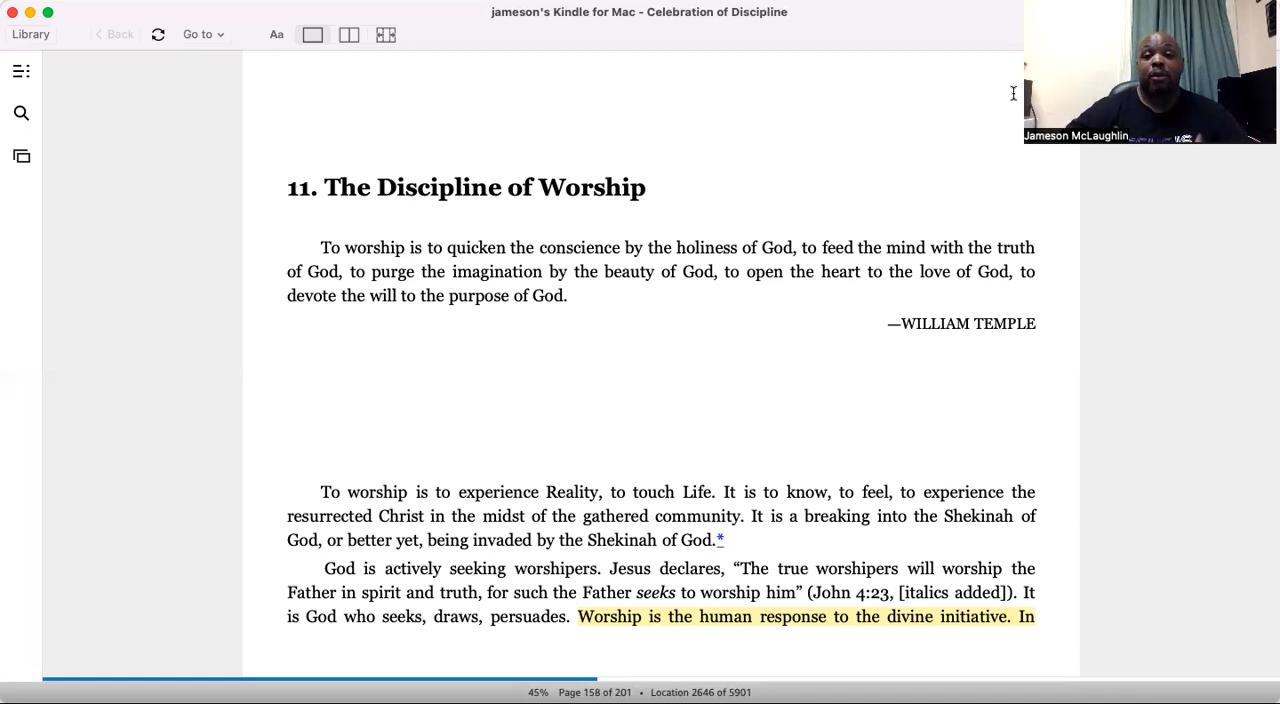 jameson's Kindle for Mac - Celebration of Discipline
Library
Back
Go to
Aa
Jameson McLaughlin
11. The Discipline of Worship
To worship is to quicken the conscience by the holiness of God, to feed the mind with the truth
of God, to purge the imagination by the beauty of God, to open the heart to the love of God, to
devote the will to the purpose of God.
—WILLIAM TEMPLE
To worship is to experience Reality, to touch Life. It is to know, to feel, to experience the
resurrected Christ in the midst of the gathered community. It is a breaking into the Shekinah of
God, or better yet, being invaded by the Shekinah of God.*
God is actively seeking worshipers. Jesus declares, “The true worshipers will worship the
Father in spirit and truth, for such the Father seeks to worship him” (John 4:23, [italics added]). It
is God who seeks, draws, persuades. Worship is the human response to the divine initiative. In
45% Page 158 of 201 • Location 2646 of 5901